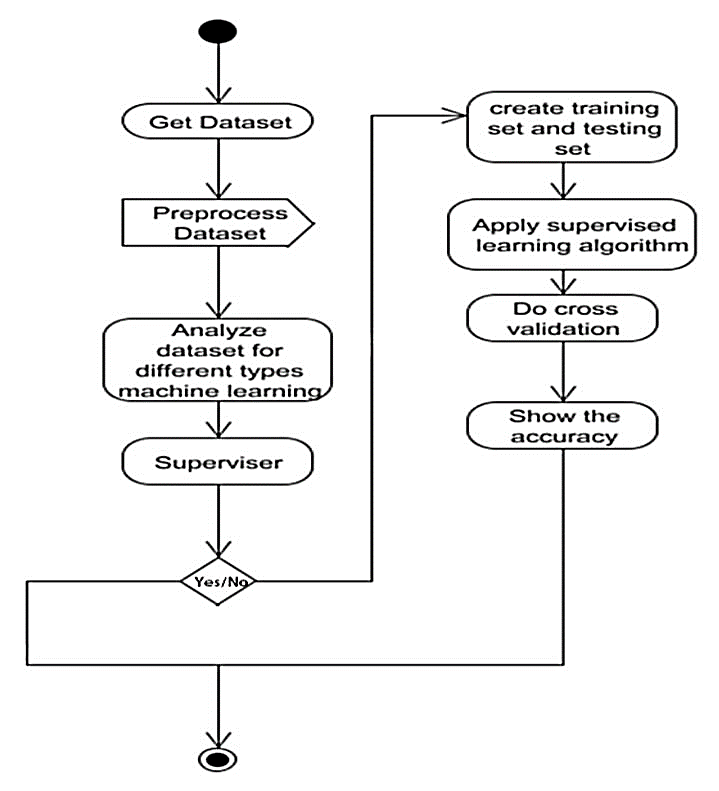 Get Dataset
Preprocess
Dataset
Analyze
dataset for
different types
machine learning
Superviser
Yes/No
create training
set and testing
set
Apply supervised
learning algorithm
Do cross
validation
Show the
accuracy